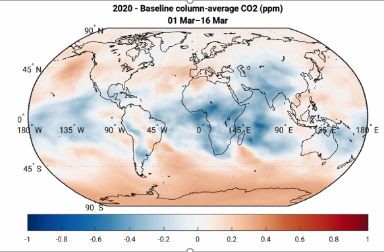 2020 - Baseline column-average CO2 (ppm)
01 Mar–16 Mar
90°N
45°N
0°
180°W 135°W 45°W 0° 45°E 90°E 180°E
45°S
90°S
-1 -0.8 -0.6 -0.4 -0.2 0 0.2 0.4 0.6 0.8 1